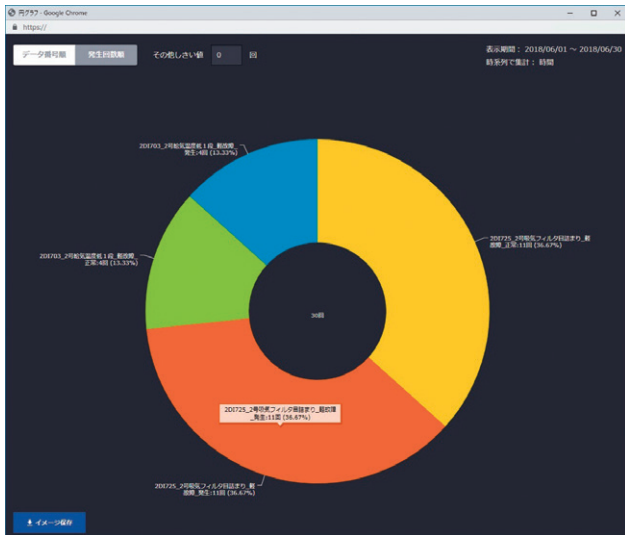 円グラフ - Google Chrome
https://
データ番号順 発生回数順 その他しきい値 0 回
表示期間： 2018/06/01 ～ 2018/06/30
時系列で集計： 時間
2DI703_2号給気温度低１段_軽故障_
発生:4回 (13.33%)
2DI725_2号吸気フィルタ目詰まり_軽
故障_正常:11回 (36.67%)
2DI703_2号給気温度低１段_軽故障_
正常:4回 (13.33%)
30回
2DI725_2号吸気フィルタ目詰まり_軽故障
_発生:11回 (36.67%)
2DI725_2号吸気フィルタ目詰まり_軽
故障_発生:11回 (36.67%)
イメージ保存